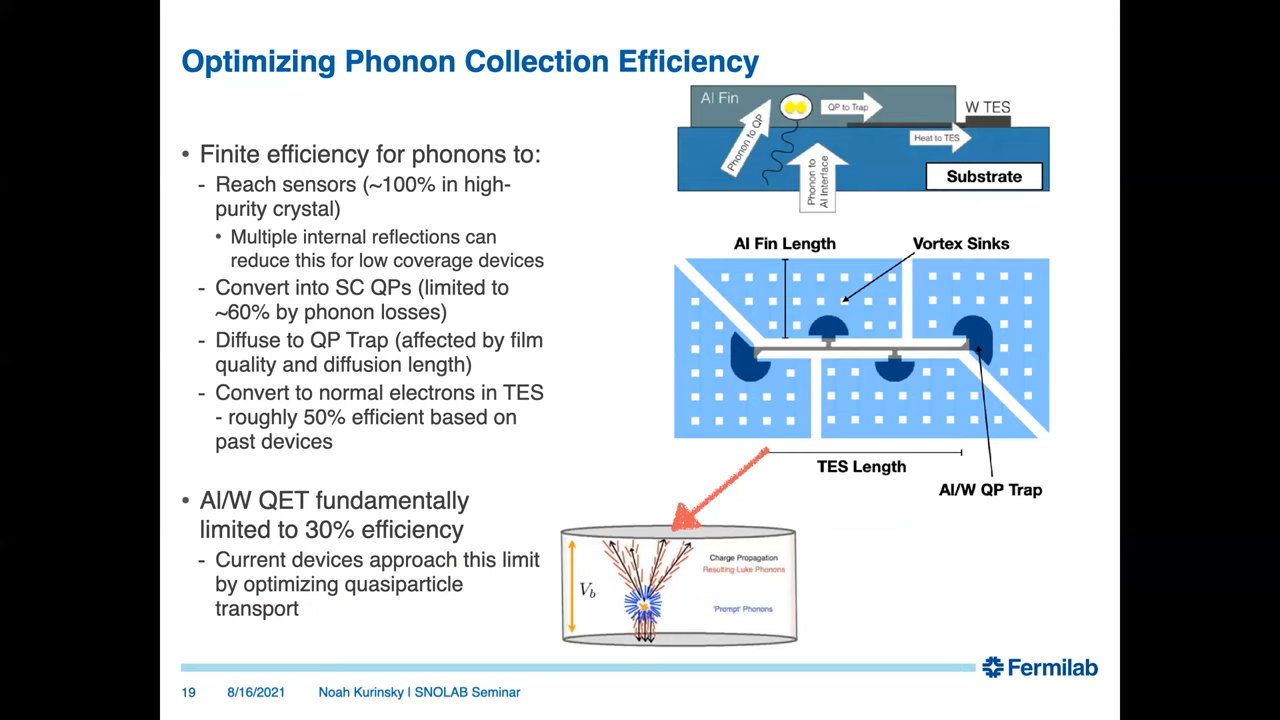 Optimizing Phonon Collection Efficiency
• Finite efficiency for phonons to:
- Reach sensors (~100% in high-
purity crystal)
• Multiple internal reflections can
reduce this for low coverage devices
- Convert into SC QPs (limited to
~60% by phonon losses)
- Diffuse to QP Trap (affected by film
quality and diffusion length)
- Convert to normal electrons in TES
- roughly 50% efficient based on
past devices
• Al/W QET fundamentally
limited to 30% efficiency
- Current devices approach this limit
by optimizing quasiparticle
transport
Al Fin
Phonon to QP
QP to Trap
W TES
Heat to TES
Phonon to
Al Interface
Substrate
Al Fin Length
Vortex Sinks
TES Length
Al/W QP Trap
Charge Propagation
Resulting Luke Phonons
V_b
'Prompt' Phonons
Fermilab
19 8/16/2021 Noah Kurinsky | SNOLAB Seminar